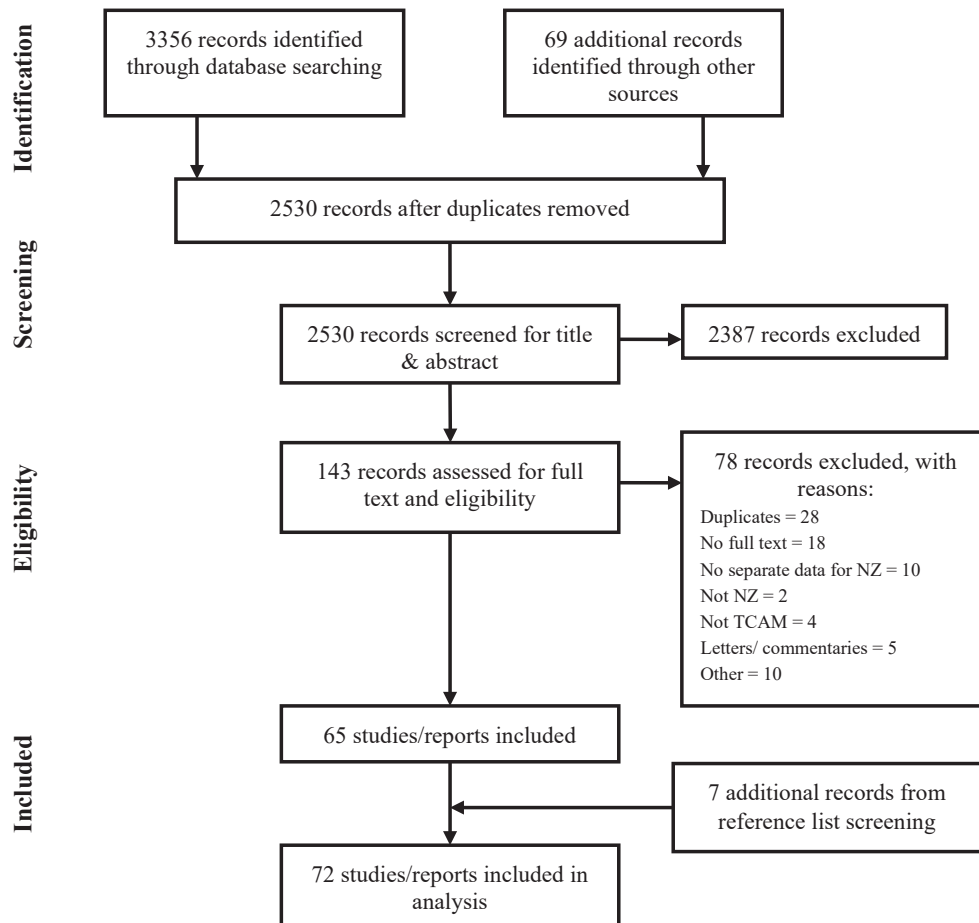 Identification
3356 records identified
through database searching
69 additional records
identified through other
sources
2530 records after duplicates removed
Screening
2530 records screened for title
& abstract
2387 records excluded
Eligibility
143 records assessed for full
text and eligibility
78 records excluded, with
reasons:
Duplicates = 28
No full text = 18
No separate data for NZ = 10
Not NZ = 2
Not TCAM = 4
Letters/ commentaries = 5
Other = 10
Included
65 studies/reports included
7 additional records from
reference list screening
72 studies/reports included in
analysis